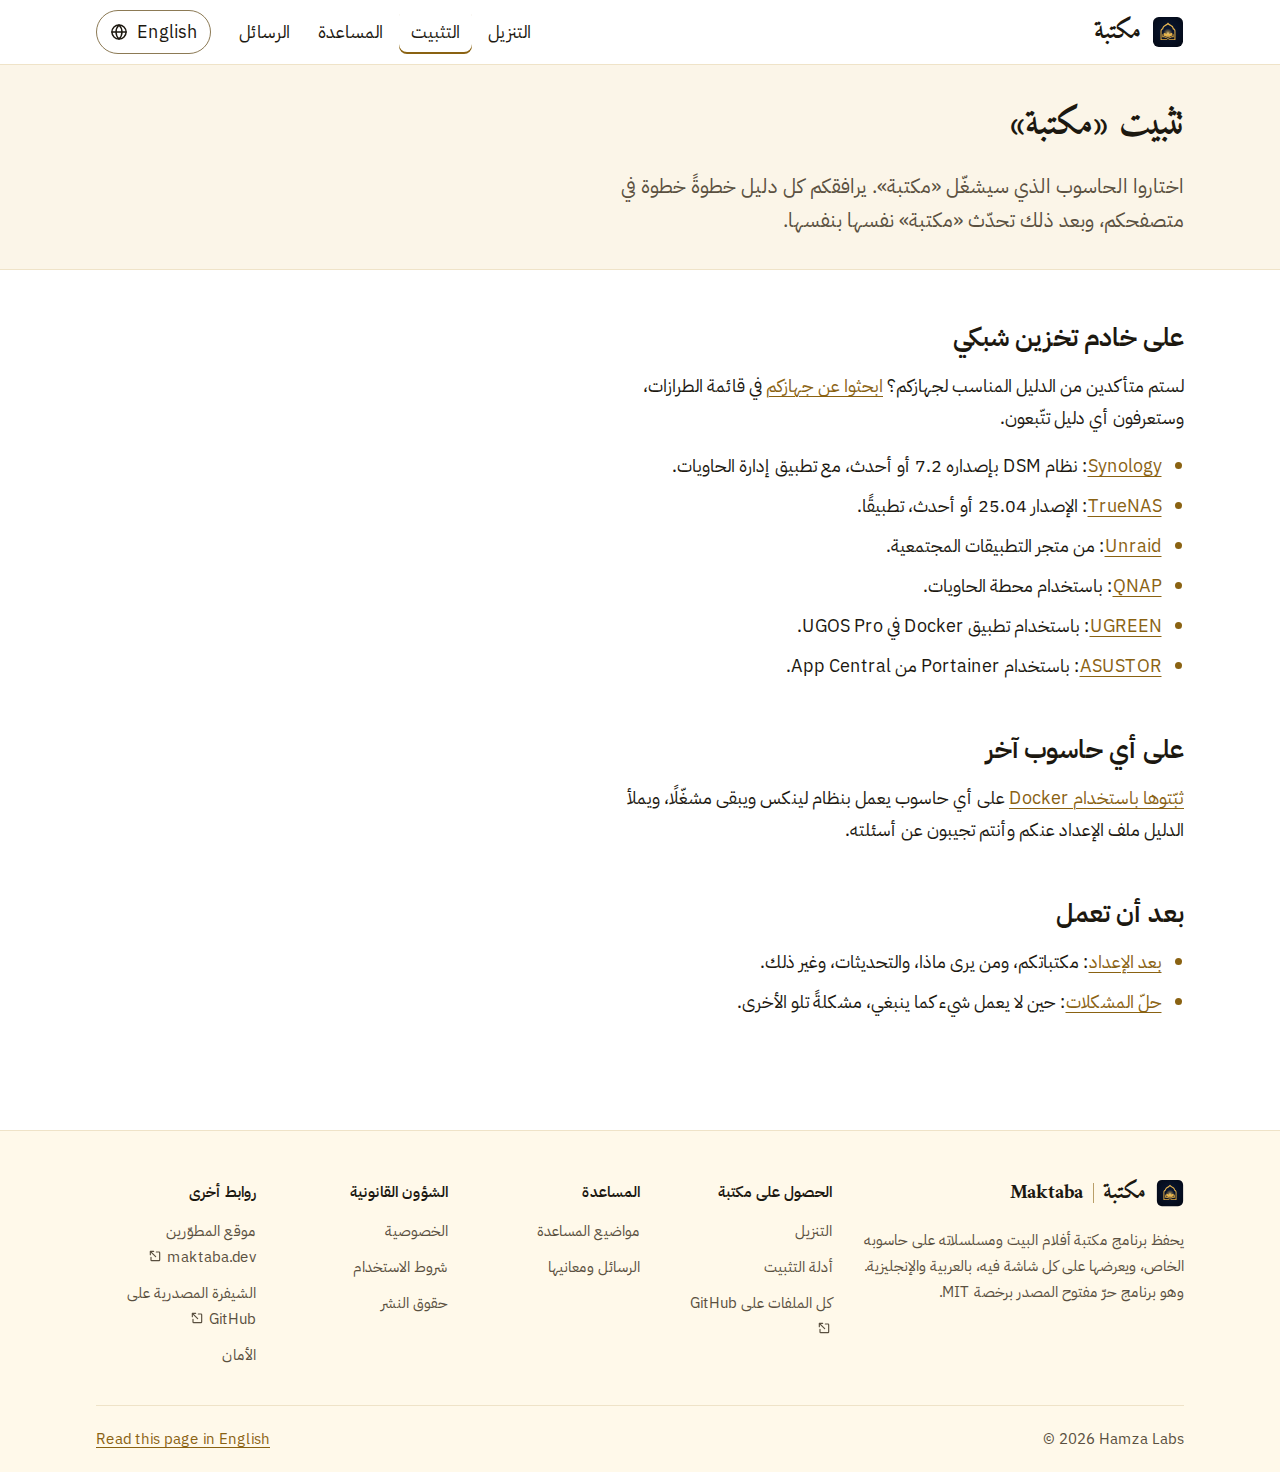 مكتبة
التنزيل
التثبيت
المساعدة
الرسائل
English
تثبيت «مكتبة»
اختاروا الحاسوب الذي سيشغّل «مكتبة». يرافقكم كل دليل خطوةً خطوة في
متصفحكم، وبعد ذلك تحدّث «مكتبة» نفسها بنفسها.
على خادم تخزين شبكي
لستم متأكدين من الدليل المناسب لجهازكم؟ ابحثوا عن جهازكم في قائمة الطرازات،
وستعرفون أي دليل تتّبعون.
Synology: نظام DSM بإصداره 7.2 أو أحدث، مع تطبيق إدارة الحاويات.
TrueNAS: الإصدار 25.04 أو أحدث، تطبيقًا.
Unraid: من متجر التطبيقات المجتمعية.
QNAP: باستخدام محطة الحاويات.
UGREEN: باستخدام تطبيق Docker في UGOS Pro.
ASUSTOR: باستخدام Portainer من App Central.
على أي حاسوب آخر
ثبّتوها باستخدام Docker على أي حاسوب يعمل بنظام لينكس ويبقى مشغّلًا، ويملأ
الدليل ملف الإعداد عنكم وأنتم تجيبون عن أسئلته.
بعد أن تعمل
بعد الإعداد: مكتباتكم، ومن يرى ماذا، والتحديثات، وغير ذلك.
حلّ المشكلات: حين لا يعمل شيء كما ينبغي، مشكلةً تلو الأخرى.
مكتبة | Maktaba
يحفظ برنامج مكتبة أفلام البيت ومسلسلاته على حاسوبه
الخاص، ويعرضها على كل شاشة فيه، بالعربية والإنجليزية.
وهو برنامج حرّ مفتوح المصدر برخصة MIT.
الحصول على مكتبة
التنزيل
أدلة التثبيت
كل الملفات على GitHub
المساعدة
مواضيع المساعدة
الرسائل ومعانيها
الشؤون القانونية
الخصوصية
شروط الاستخدام
حقوق النشر
روابط أخرى
موقع المطوّرين
maktaba.dev
الشيفرة المصدرية على
GitHub
الأمان
© 2026 Hamza Labs
Read this page in English